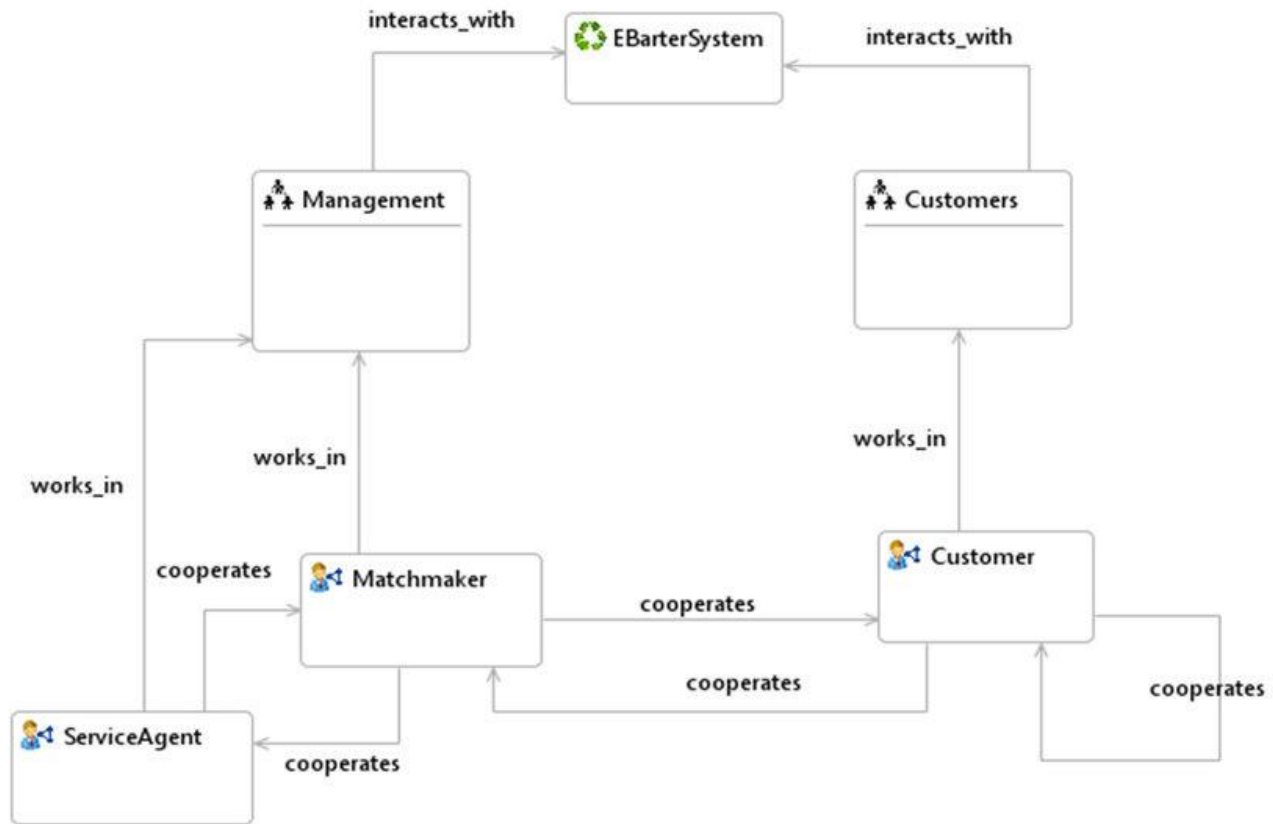 interacts_with
EBarterSystem
interacts_with
Management
Customers
works_in
works_in
works_in
cooperates
Matchmaker
Customer
cooperates
cooperates
cooperates
ServiceAgent
cooperates